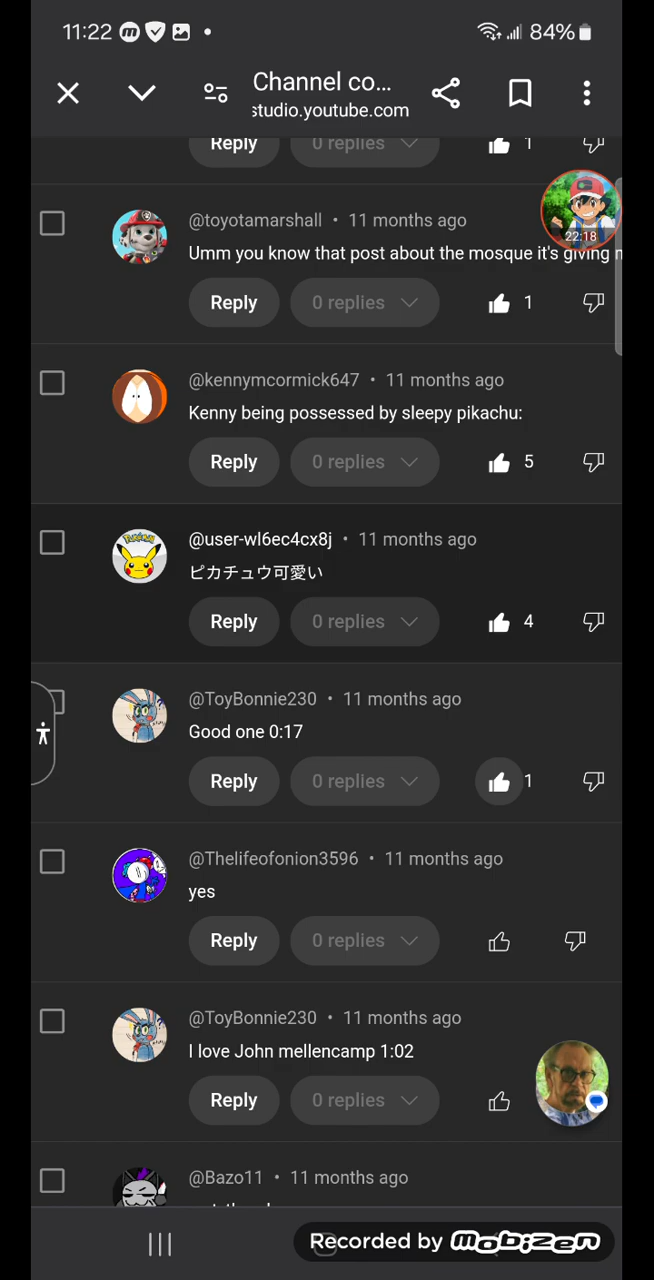 11:22
84%
Channel co...
studio.youtube.com
Reply 0 replies 1
@toyotamarshall • 11 months ago
Umm you know that post about the mosque it's giving
22:18
Reply 0 replies 1
@kennymcormick647 • 11 months ago
Kenny being possessed by sleepy pikachu:
Reply 0 replies 5
@user-wl6ec4cx8j • 11 months ago
ピカチュウ可愛い
Reply 0 replies 4
@ToyBonnie230 • 11 months ago
Good one 0:17
Reply 0 replies 1
@Thelifeofonion3596 • 11 months ago
yes
Reply 0 replies
@ToyBonnie230 • 11 months ago
I love John mellencamp 1:02
Reply 0 replies
@Bazo11 • 11 months ago
Recorded by mobizen